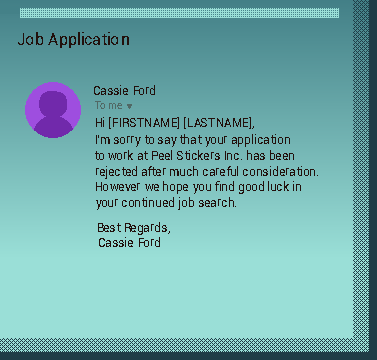 Job Application
Cassie Ford
To me ▼
Hi [FIRSTNAME] [LASTNAME],
I'm sorry to say that your application
to work at Peel Stickers Inc. has been
rejected after much careful consideration.
However we hope you find good luck in
your continued job search.
Best Regards,
Cassie Ford